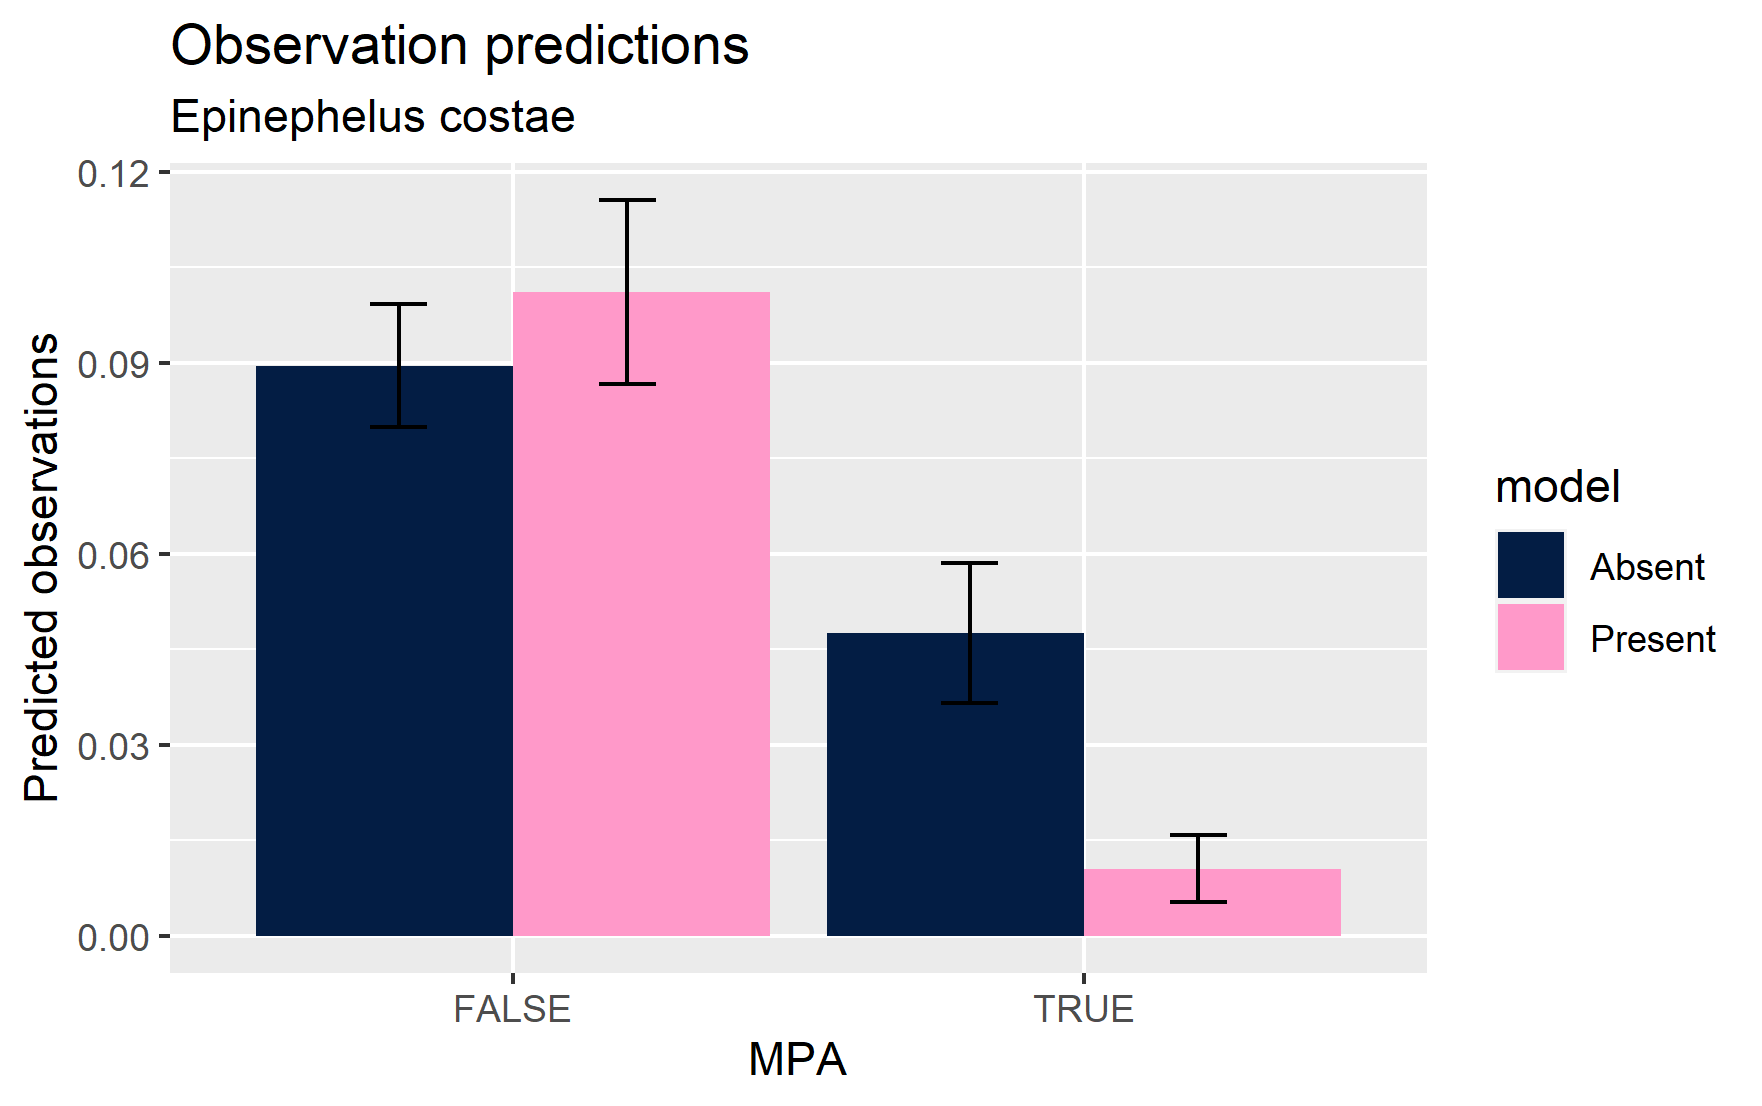 Observation predictions
Epinephelus costae
0.12
0.09
0.06
0.03
0.00
Predicted observations
FALSE
TRUE
MPA
model
Absent
Present